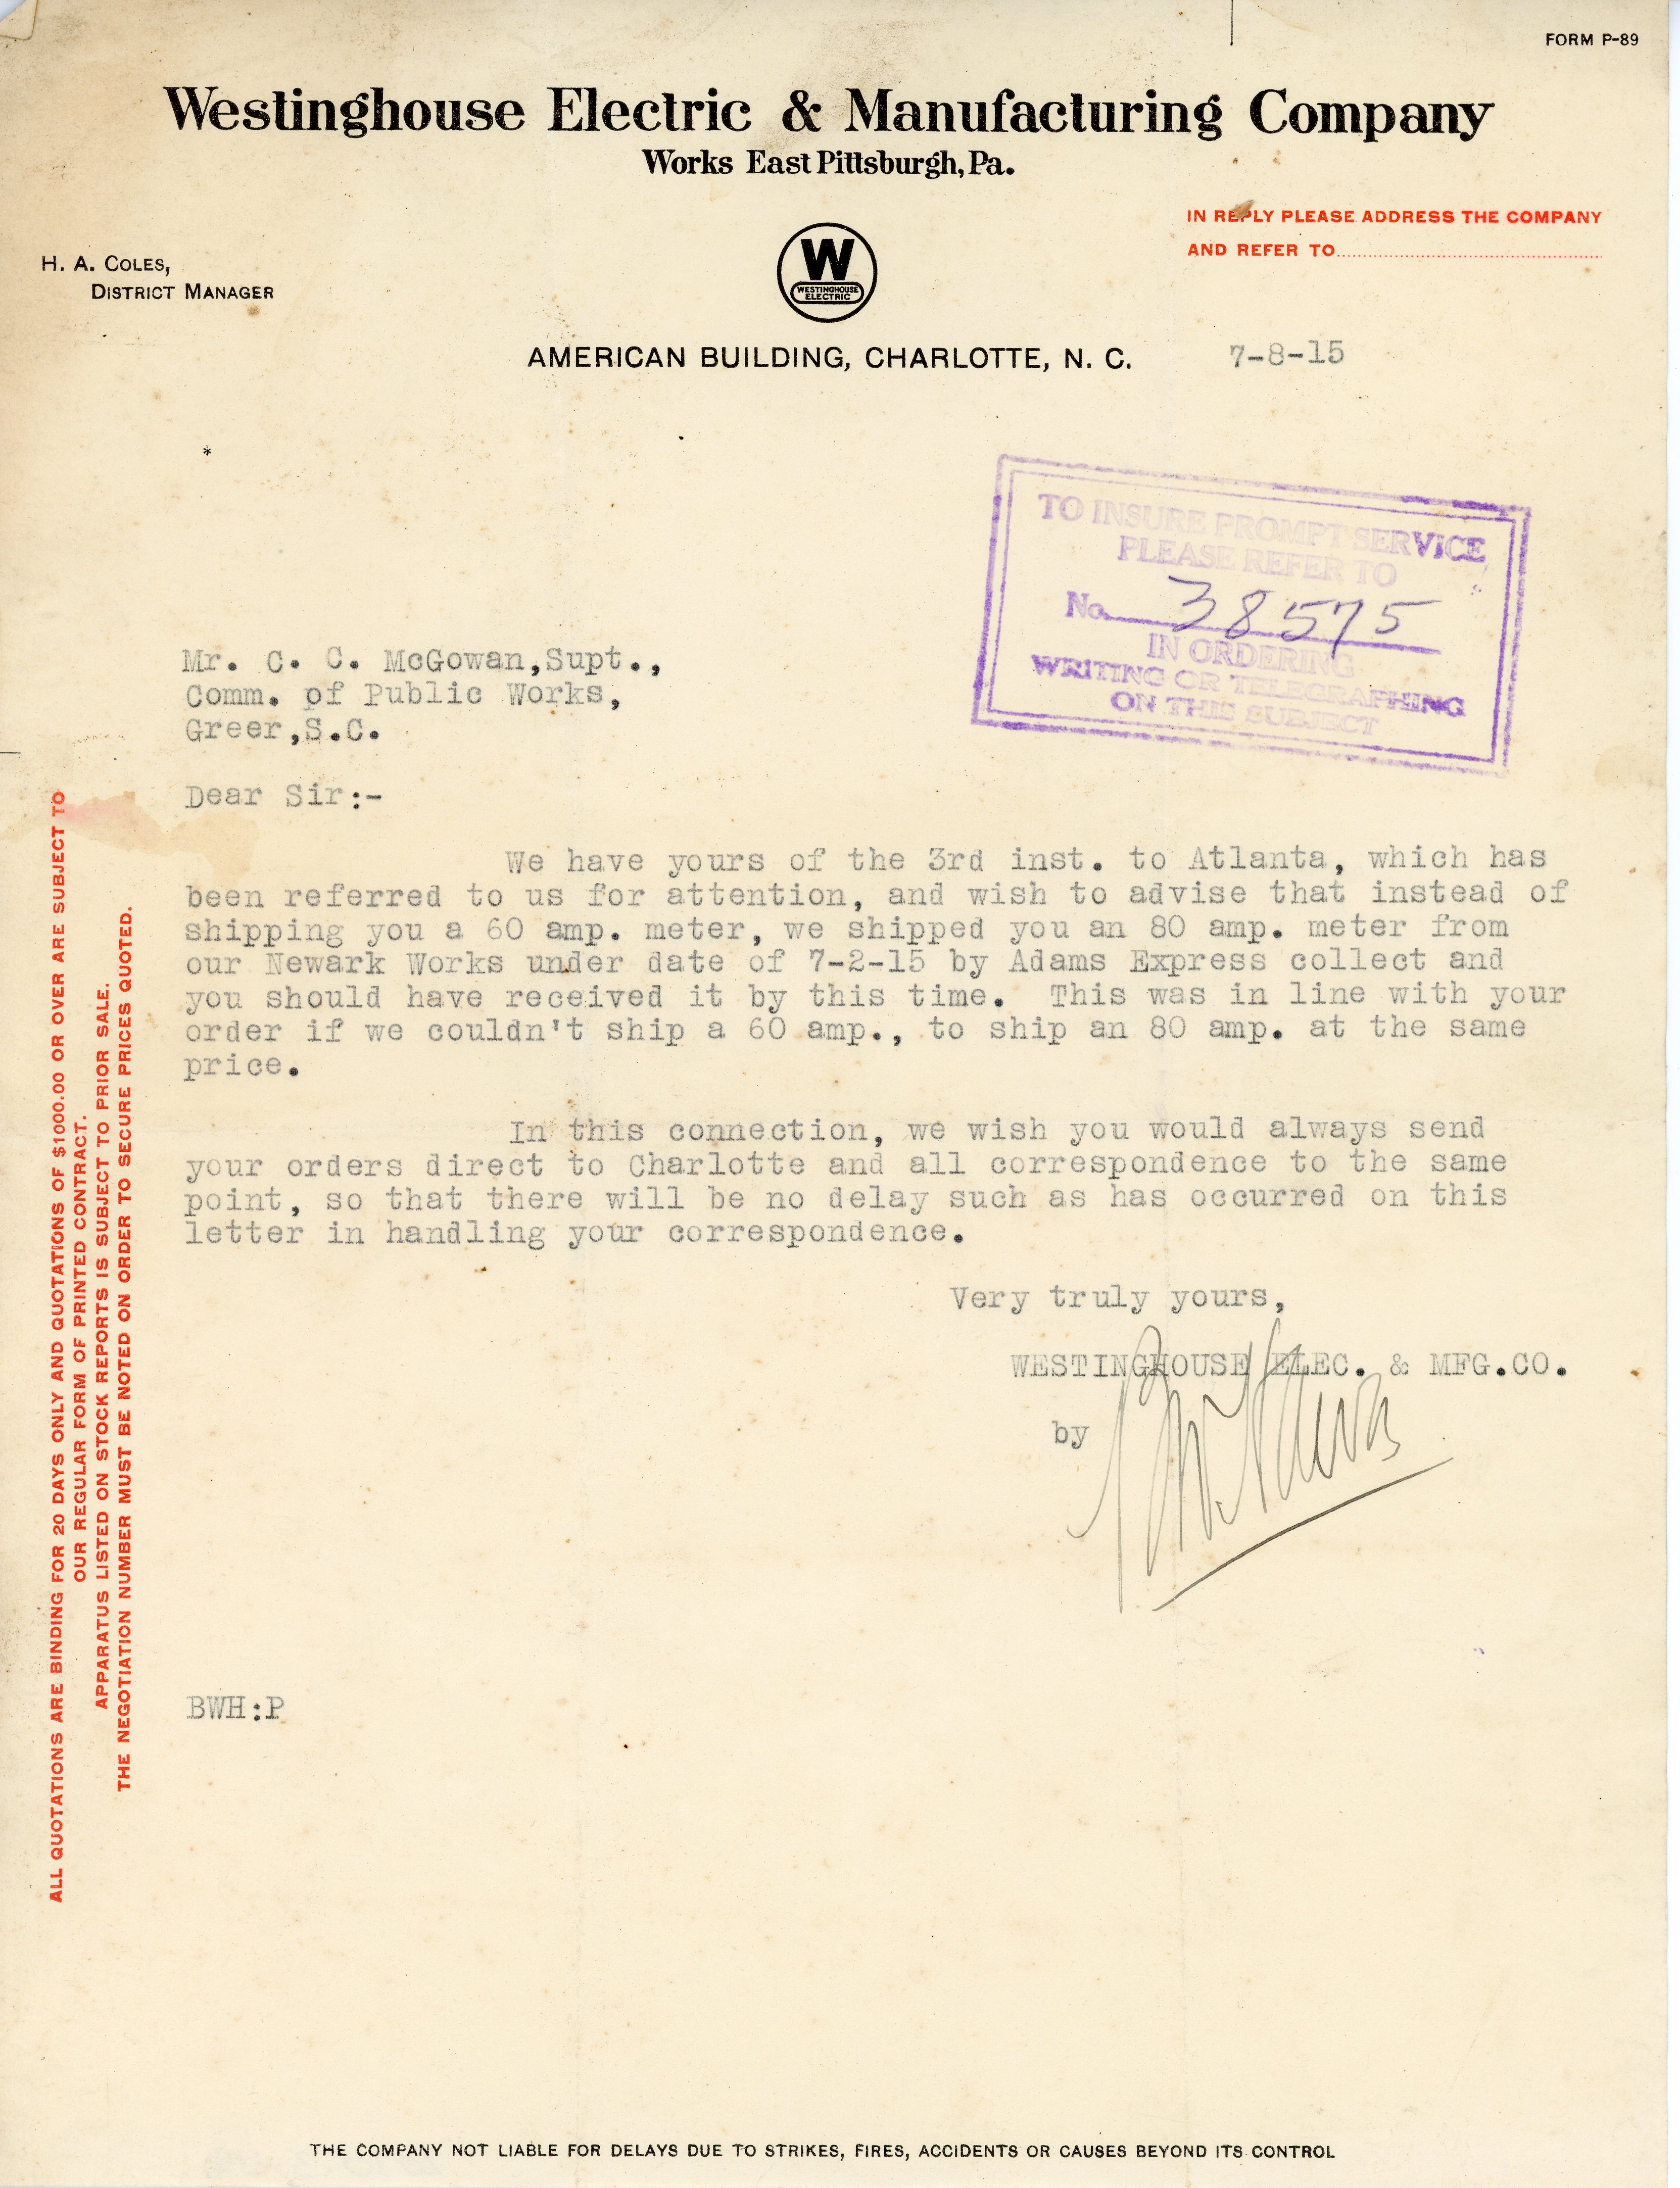 FORM P-89
Westinghouse Electric & Manufacturing Company
Works East Pittsburgh, Pa.
IN REPLY PLEASE ADDRESS THE COMPANY
AND REFER TO
H. A. COLES,
DISTRICT MANAGER
W
WESTINGHOUSE
ELECTRIC
AMERICAN BUILDING, CHARLOTTE, N. C.
7-8-15
*
TO INSURE PROMPT SERVICE
PLEASE REFER TO
No. 38575
IN ORDERING
WRITING OR TELEGRAPHING
ON THIS SUBJECT
Mr. C. C. McGowan,Supt.,
Comm. of Public Works,
Greer,S.C.
Dear Sir:-
We have yours of the 3rd inst. to Atlanta, which has
been referred to us for attention, and wish to advise that instead of
shipping you a 60 amp. meter, we shipped you an 80 amp. meter from
our Newark Works under date of 7-2-15 by Adams Express collect and
you should have received it by this time. This was in line with your
order if we couldn't ship a 60 amp., to ship an 80 amp. at the same
price.
In this connection, we wish you would always send
your orders direct to Charlotte and all correspondence to the same
point, so that there will be no delay such as has occurred on this
letter in handling your correspondence.
Very truly yours,
WESTINGHOUSE ELEC. & MFG.CO.
by
BWH:P
ALL QUOTATIONS ARE BINDING FOR 20 DAYS ONLY AND QUOTATIONS OF $1000.00 OR OVER ARE SUBJECT TO
OUR REGULAR FORM OF PRINTED CONTRACT.
APPARATUS LISTED ON STOCK REPORTS IS SUBJECT TO PRIOR SALE.
THE NEGOTIATION NUMBER MUST BE NOTED ON ORDER TO SECURE PRICES QUOTED.
THE COMPANY NOT LIABLE FOR DELAYS DUE TO STRIKES, FIRES, ACCIDENTS OR CAUSES BEYOND ITS CONTROL